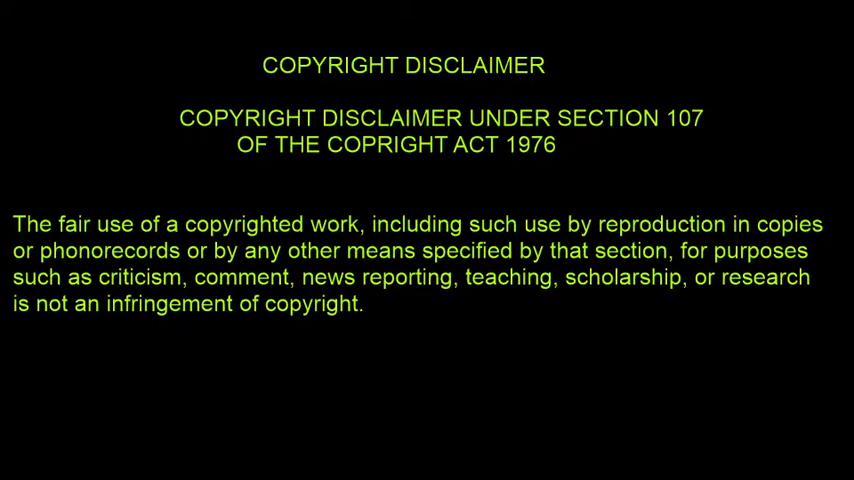 COPYRIGHT DISCLAIMER
COPYRIGHT DISCLAIMER UNDER SECTION 107
OF THE COPRIGHT ACT 1976
The fair use of a copyrighted work, including such use by reproduction in copies
or phonorecords or by any other means specified by that section, for purposes
such as criticism, comment, news reporting, teaching, scholarship, or research
is not an infringement of copyright.